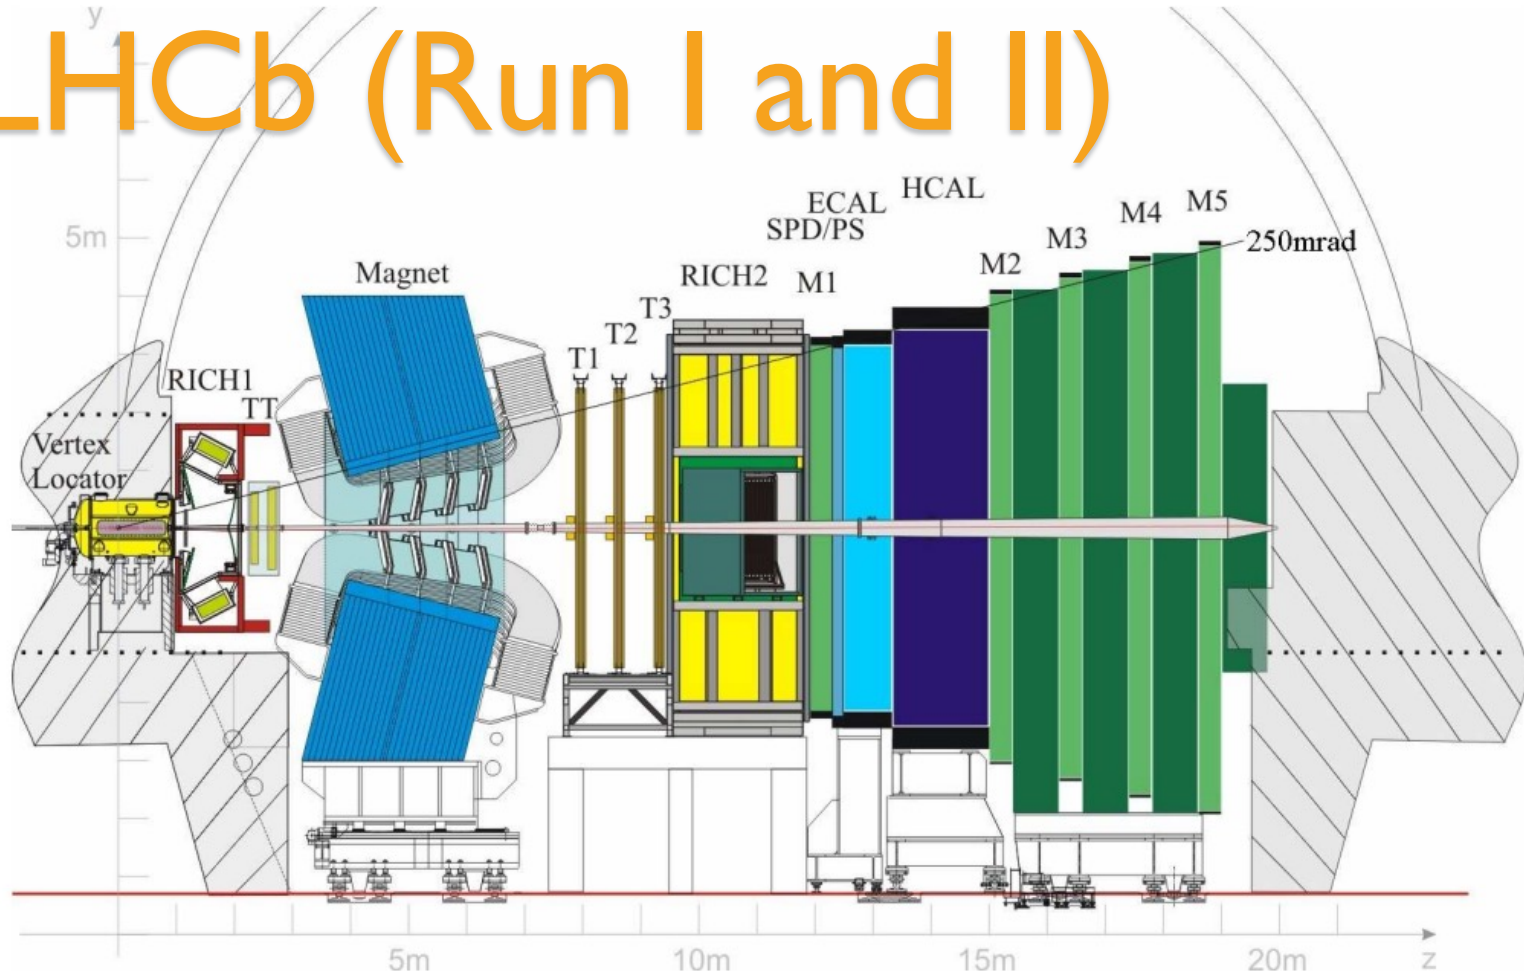 LHCb (Run I and II)
y
HCAL
ECAL
SPD/PS
M5
M4
M3
M2
250mrad
5m
Magnet
RICH2
M1
T3
T2
T1
RICH1
TT
Vertex
Locator
5m
10m
15m
20m
z